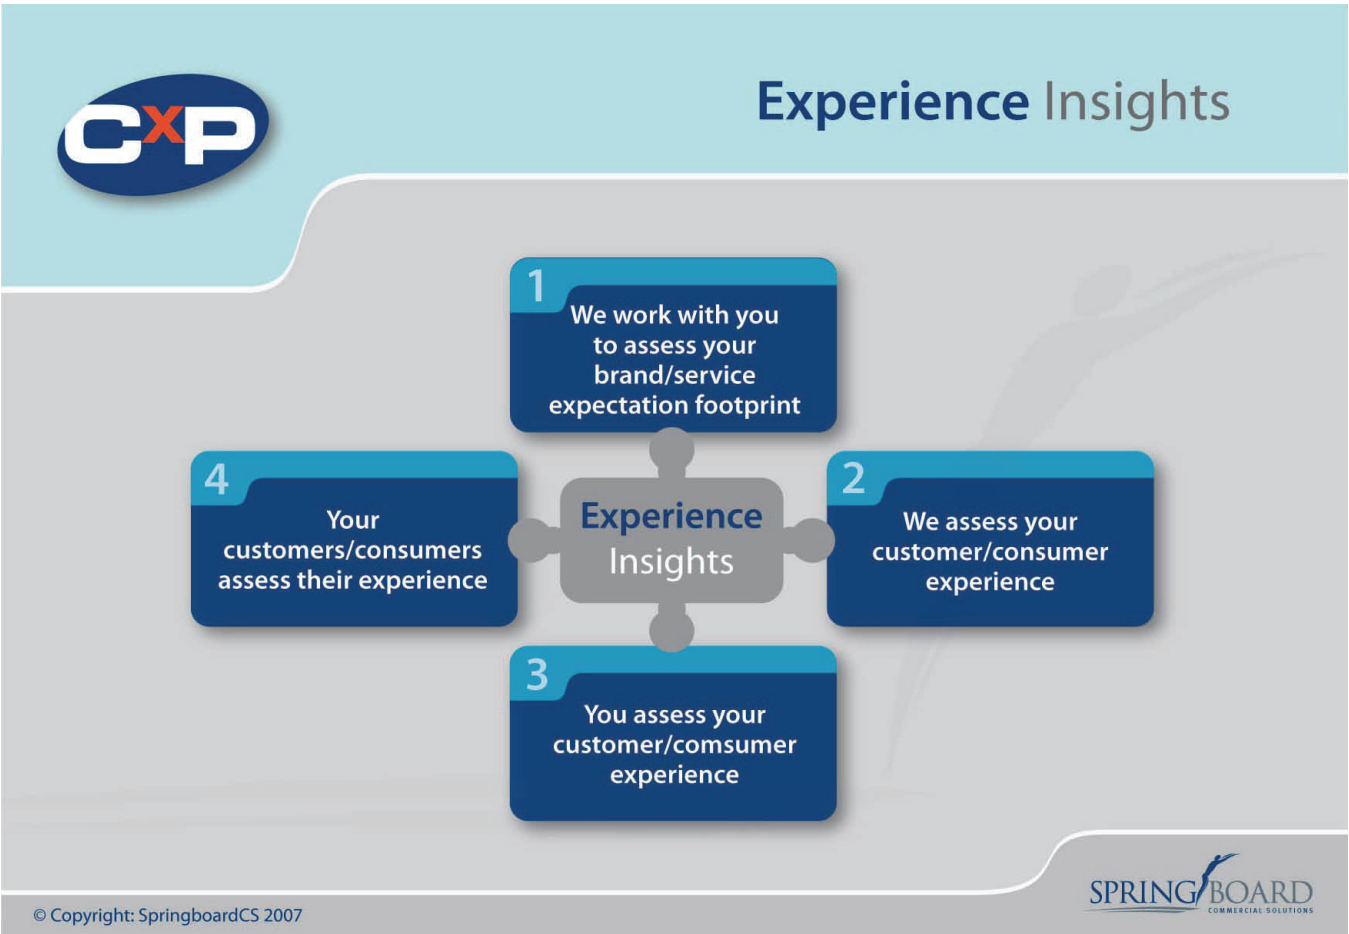 CxP
Experience Insights
1
We work with you
to assess your
brand/service
expectation footprint
4
Your
customers/consumers
assess their experience
Experience
Insights
2
We assess your
customer/consumer
experience
3
You assess your
customer/comsumer
experience
© Copyright: SpringboardCS 2007
SPRINGBOARD
COMMERCIAL SOLUTIONS